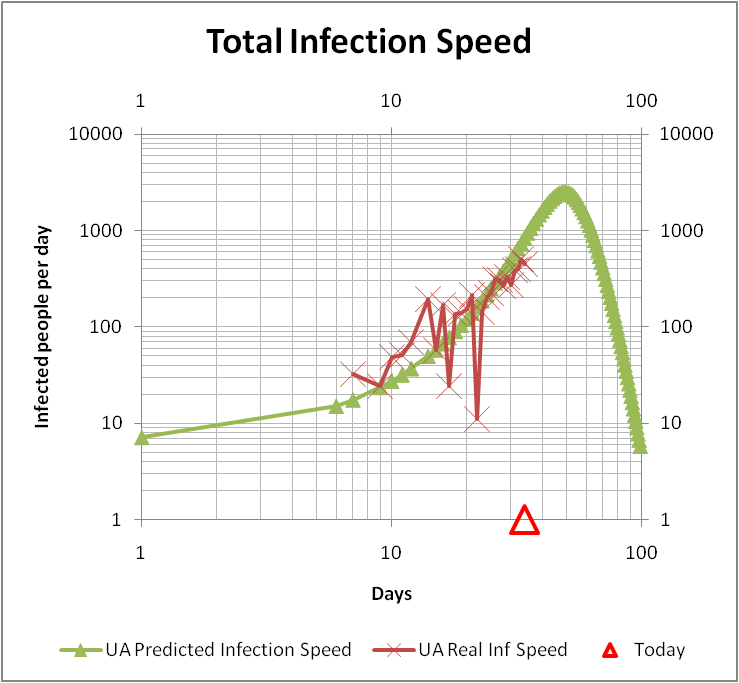 Total Infection Speed
1 10 100
10000 10000
1000 1000
100 100
10 10
1 1
1 10 100
Infected people per day
Days
UA Predicted Infection Speed UA Real Inf Speed Today